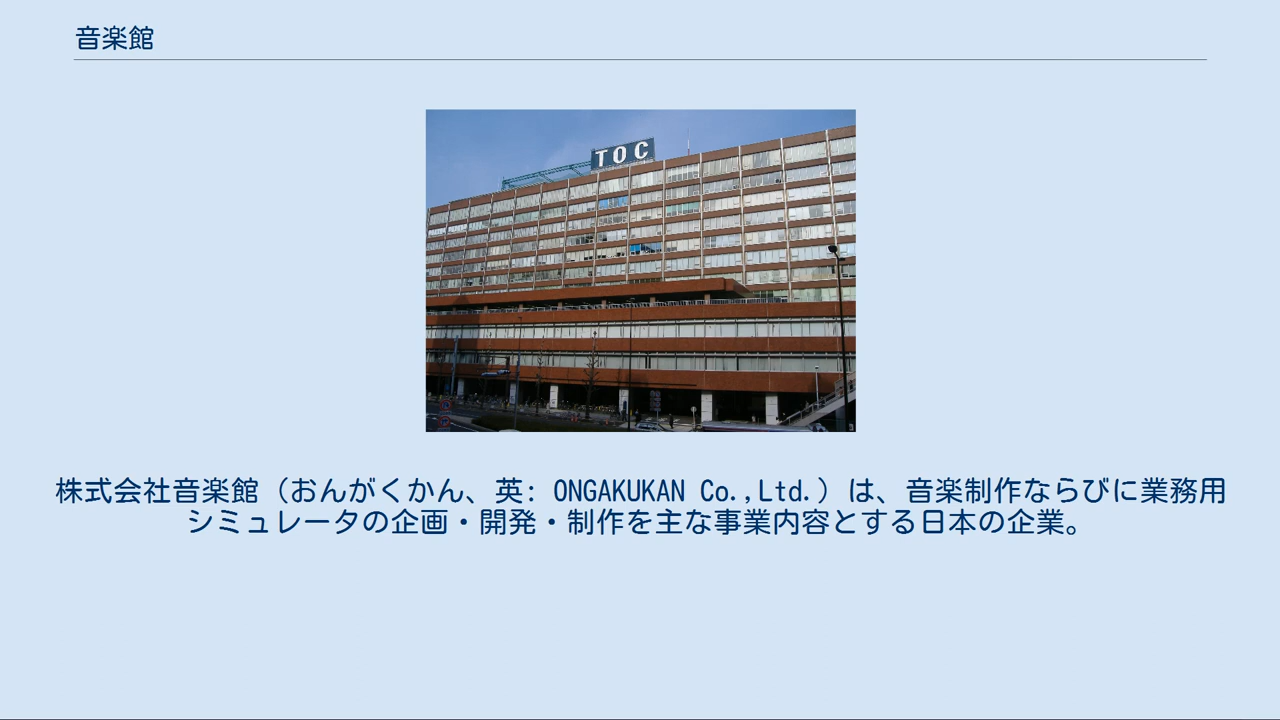 音楽館
TOC
株式会社音楽館（おんがくかん、英: ONGAKUKAN Co.,Ltd.）は、音楽制作ならびに業務用
シミュレータの企画・開発・制作を主な事業内容とする日本の企業。